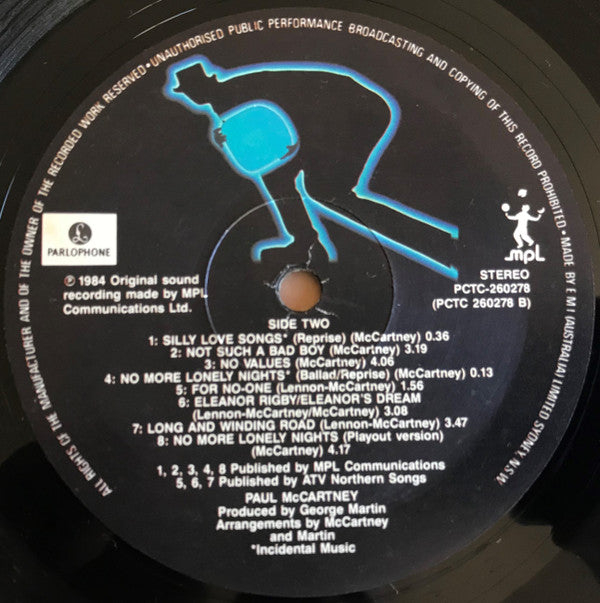 ALL RIGHTS OF THE MANUFACTURER AND OF THE OWNER OF THE RECORDED WORK RESERVED • UNAUTHORISED PUBLIC PERFORMANCE BROADCASTING AND COPYING OF THIS RECORD PROHIBITED • MADE BY E M I (AUSTRALIA) LIMITED SYDNEY, N.S.W.
£
PARLOPHONE
mpL
℗ 1984 Original sound
recording made by MPL
Communications Ltd.
STEREO
PCTC-260278
(PCTC 260278 B)
SIDE TWO
1: SILLY LOVE SONGS* (Reprise) (McCartney) 0.36
2: NOT SUCH A BAD BOY (McCartney) 3.19
3: NO VALUES (McCartney) 4.06
4: NO MORE LONELY NIGHTS* (Ballad/Reprise) (McCartney) 0.13
5: FOR NO-ONE (Lennon-McCartney) 1.56
6: ELEANOR RIGBY/ELEANOR'S DREAM
(Lennon-McCartney/McCartney) 3.08
7: LONG AND WINDING ROAD (Lennon-McCartney) 3.47
8: NO MORE LONELY NIGHTS (Playout version)
(McCartney) 4.17
1, 2, 3, 4, 8 Published by MPL Communications
5, 6, 7 Published by ATV Northern Songs
PAUL McCARTNEY
Produced by George Martin
Arrangements by McCartney
and Martin
*Incidental Music